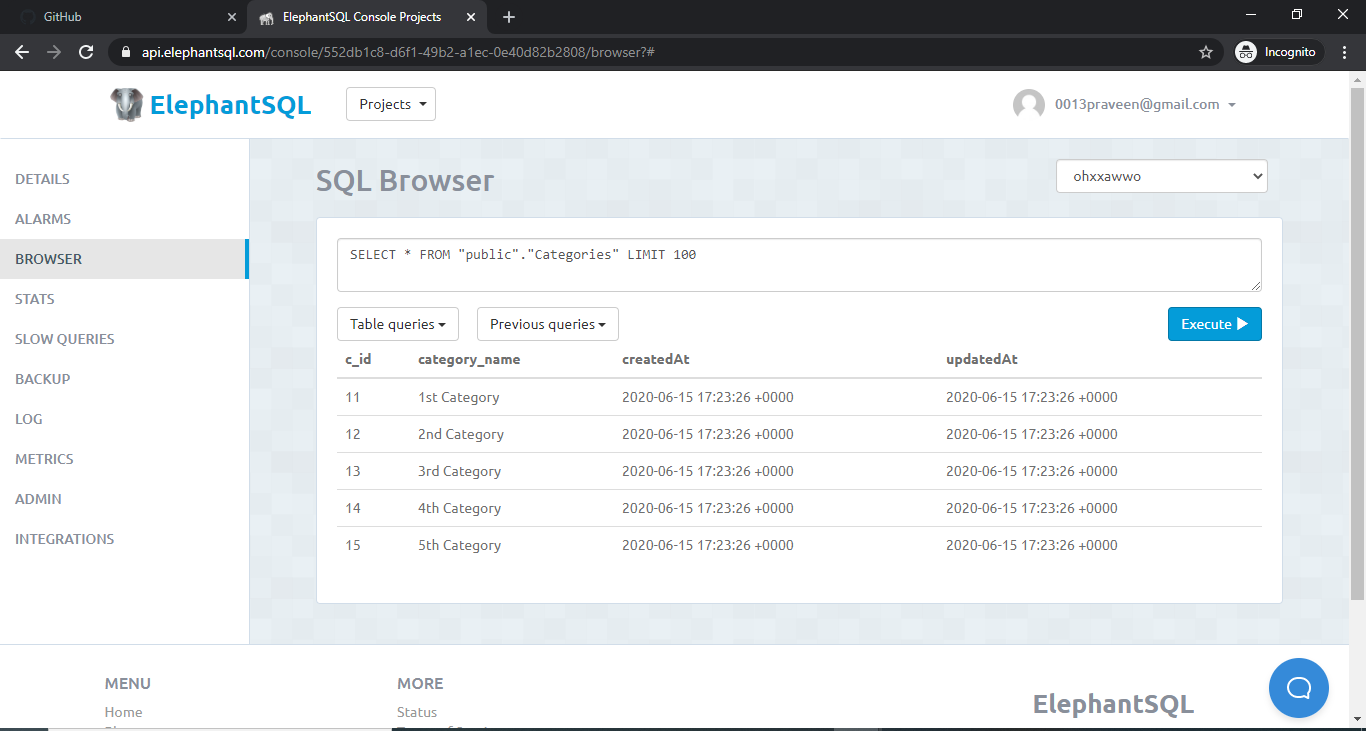 GitHub
ElephantSQL Console Projects
api.elephantsql.com/console/552db1c8-d6f1-49b2-a1ec-0e40d82b2808/browser?#
Incognito
ElephantSQL
Projects
0013praveen@gmail.com
DETAILS
ALARMS
BROWSER
STATS
SLOW QUERIES
BACKUP
LOG
METRICS
ADMIN
INTEGRATIONS
SQL Browser
ohxxawwo
SELECT * FROM "public"."Categories" LIMIT 100
Table queries
Previous queries
Execute
c_id category_name createdAt updatedAt
11 1st Category 2020-06-15 17:23:26 +0000 2020-06-15 17:23:26 +0000
12 2nd Category 2020-06-15 17:23:26 +0000 2020-06-15 17:23:26 +0000
13 3rd Category 2020-06-15 17:23:26 +0000 2020-06-15 17:23:26 +0000
14 4th Category 2020-06-15 17:23:26 +0000 2020-06-15 17:23:26 +0000
15 5th Category 2020-06-15 17:23:26 +0000 2020-06-15 17:23:26 +0000
MENU
Home
MORE
Status
ElephantSQL